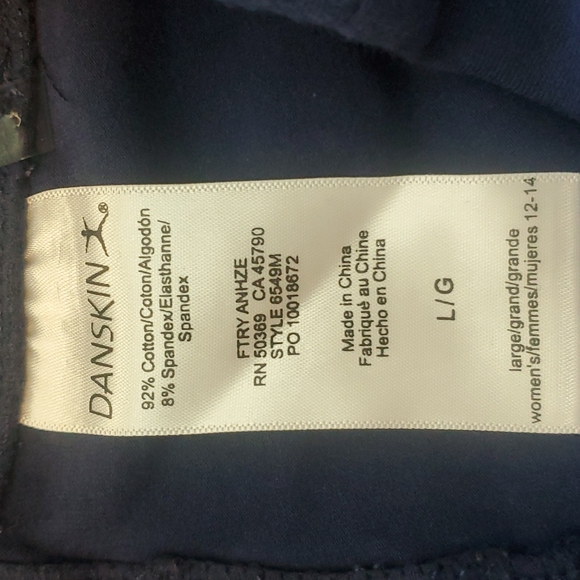 DANSKIN®
92% Cotton/Coton/Algodón
8% Spandex/Elasthanne/
Spandex
FTRY ANHZE
RN 50369 CA 45790
STYLE 6549M
PO 10018672
Made in China
Fabriqué au Chine
Hecho en China
L/G
large/grand/grande
women's/femmes/mujeres 12-14